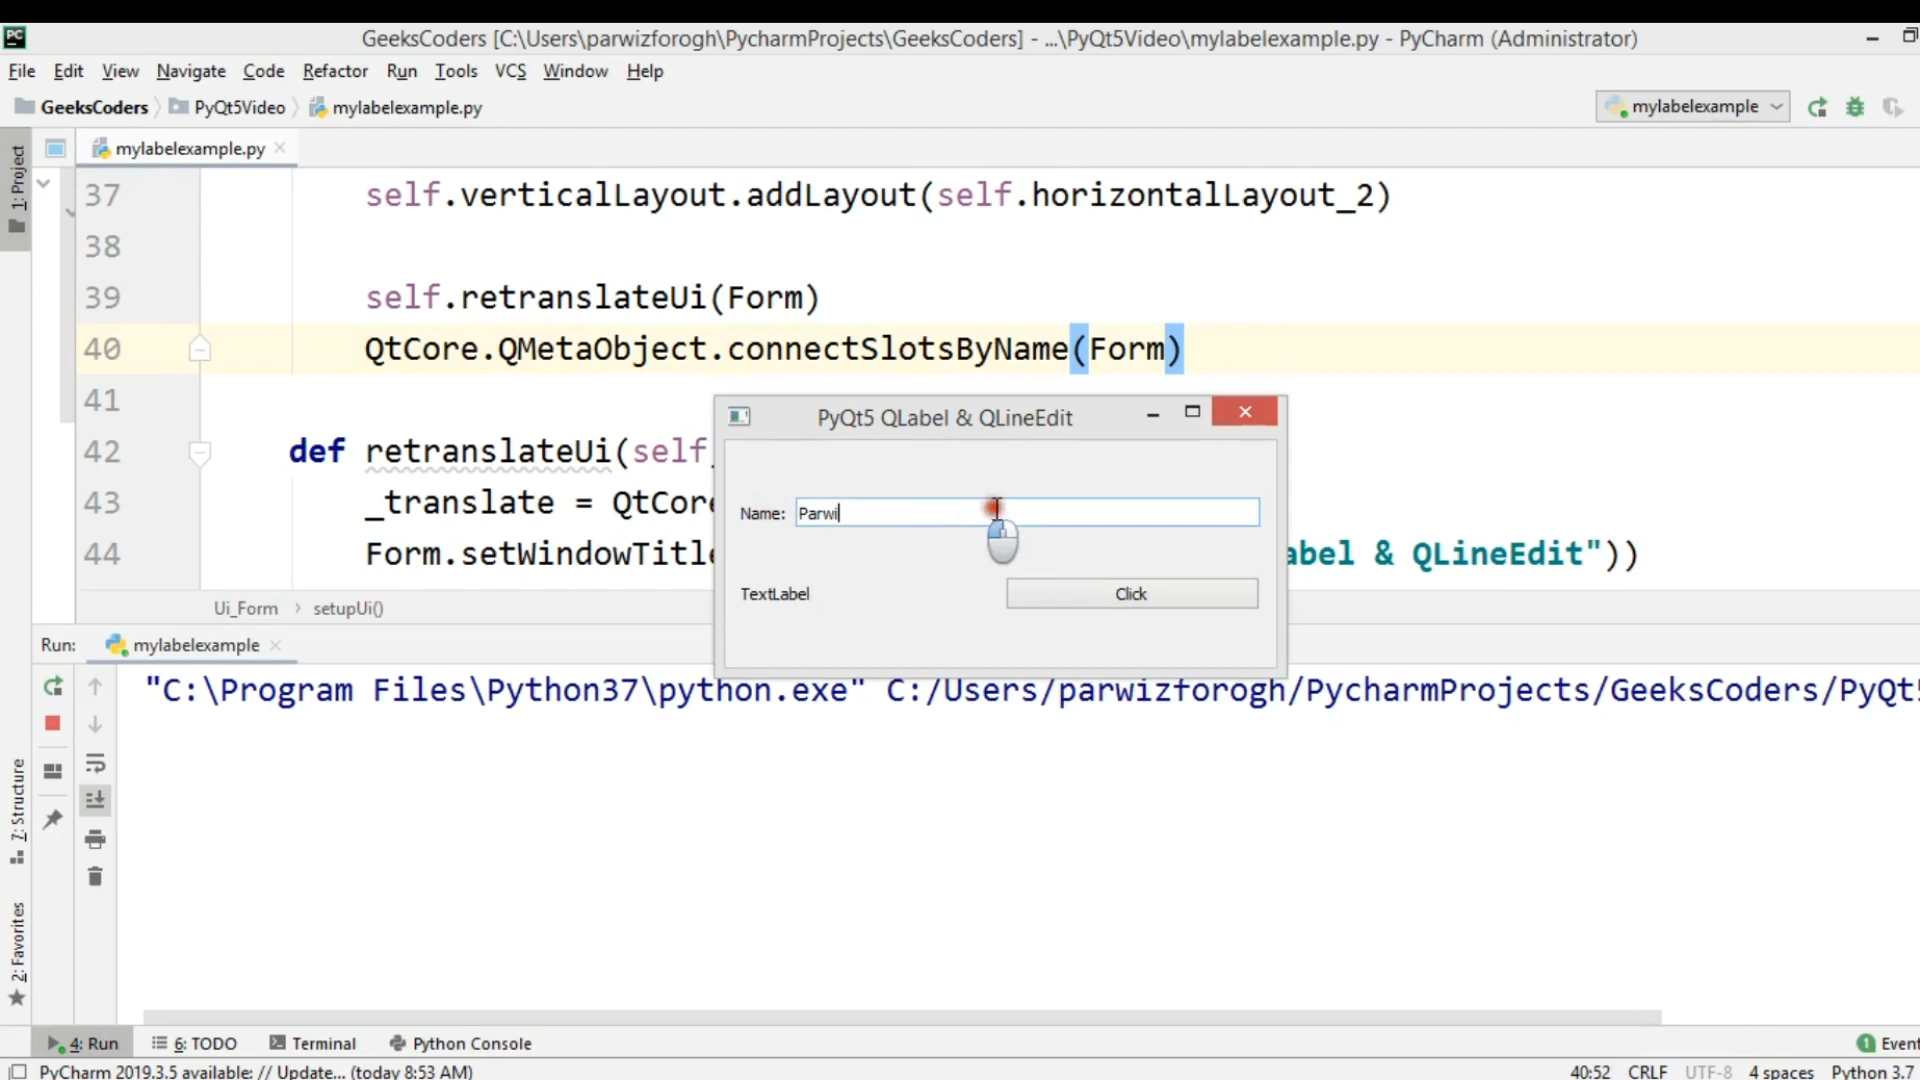 PC
GeeksCoders [C:\Users\parwizforogh\PycharmProjects\GeeksCoders] - ...\PyQt5Video\mylabelexample.py - PyCharm (Administrator)
File Edit View Navigate Code Refactor Run Tools VCS Window Help
GeeksCoders PyQt5Video mylabelexample.py
mylabelexample
1: Project
mylabelexample.py
37 self.verticalLayout.addLayout(self.horizontalLayout_2)
38
39 self.retranslateUi(Form)
40 QtCore.QMetaObject.connectSlotsByName(Form)
41
42 def retranslateUi(self,
43 _translate = QtCore
44 Form.setWindowTitle abel & QLineEdit"))
PyQt5 QLabel & QLineEdit
Name: Parwi
TextLabel Click
Ui_Form › setupUi()
Run: mylabelexample
"C:\Program Files\Python37\python.exe" C:/Users/parwizforogh/PycharmProjects/GeeksCoders/PyQt5
7: Structure
2: Favorites
4: Run 6: TODO Terminal Python Console
1 Event
PyCharm 2019.3.5 available: // Update... (today 8:53 AM)
40:52 CRLF UTF-8 4 spaces Python 3.7